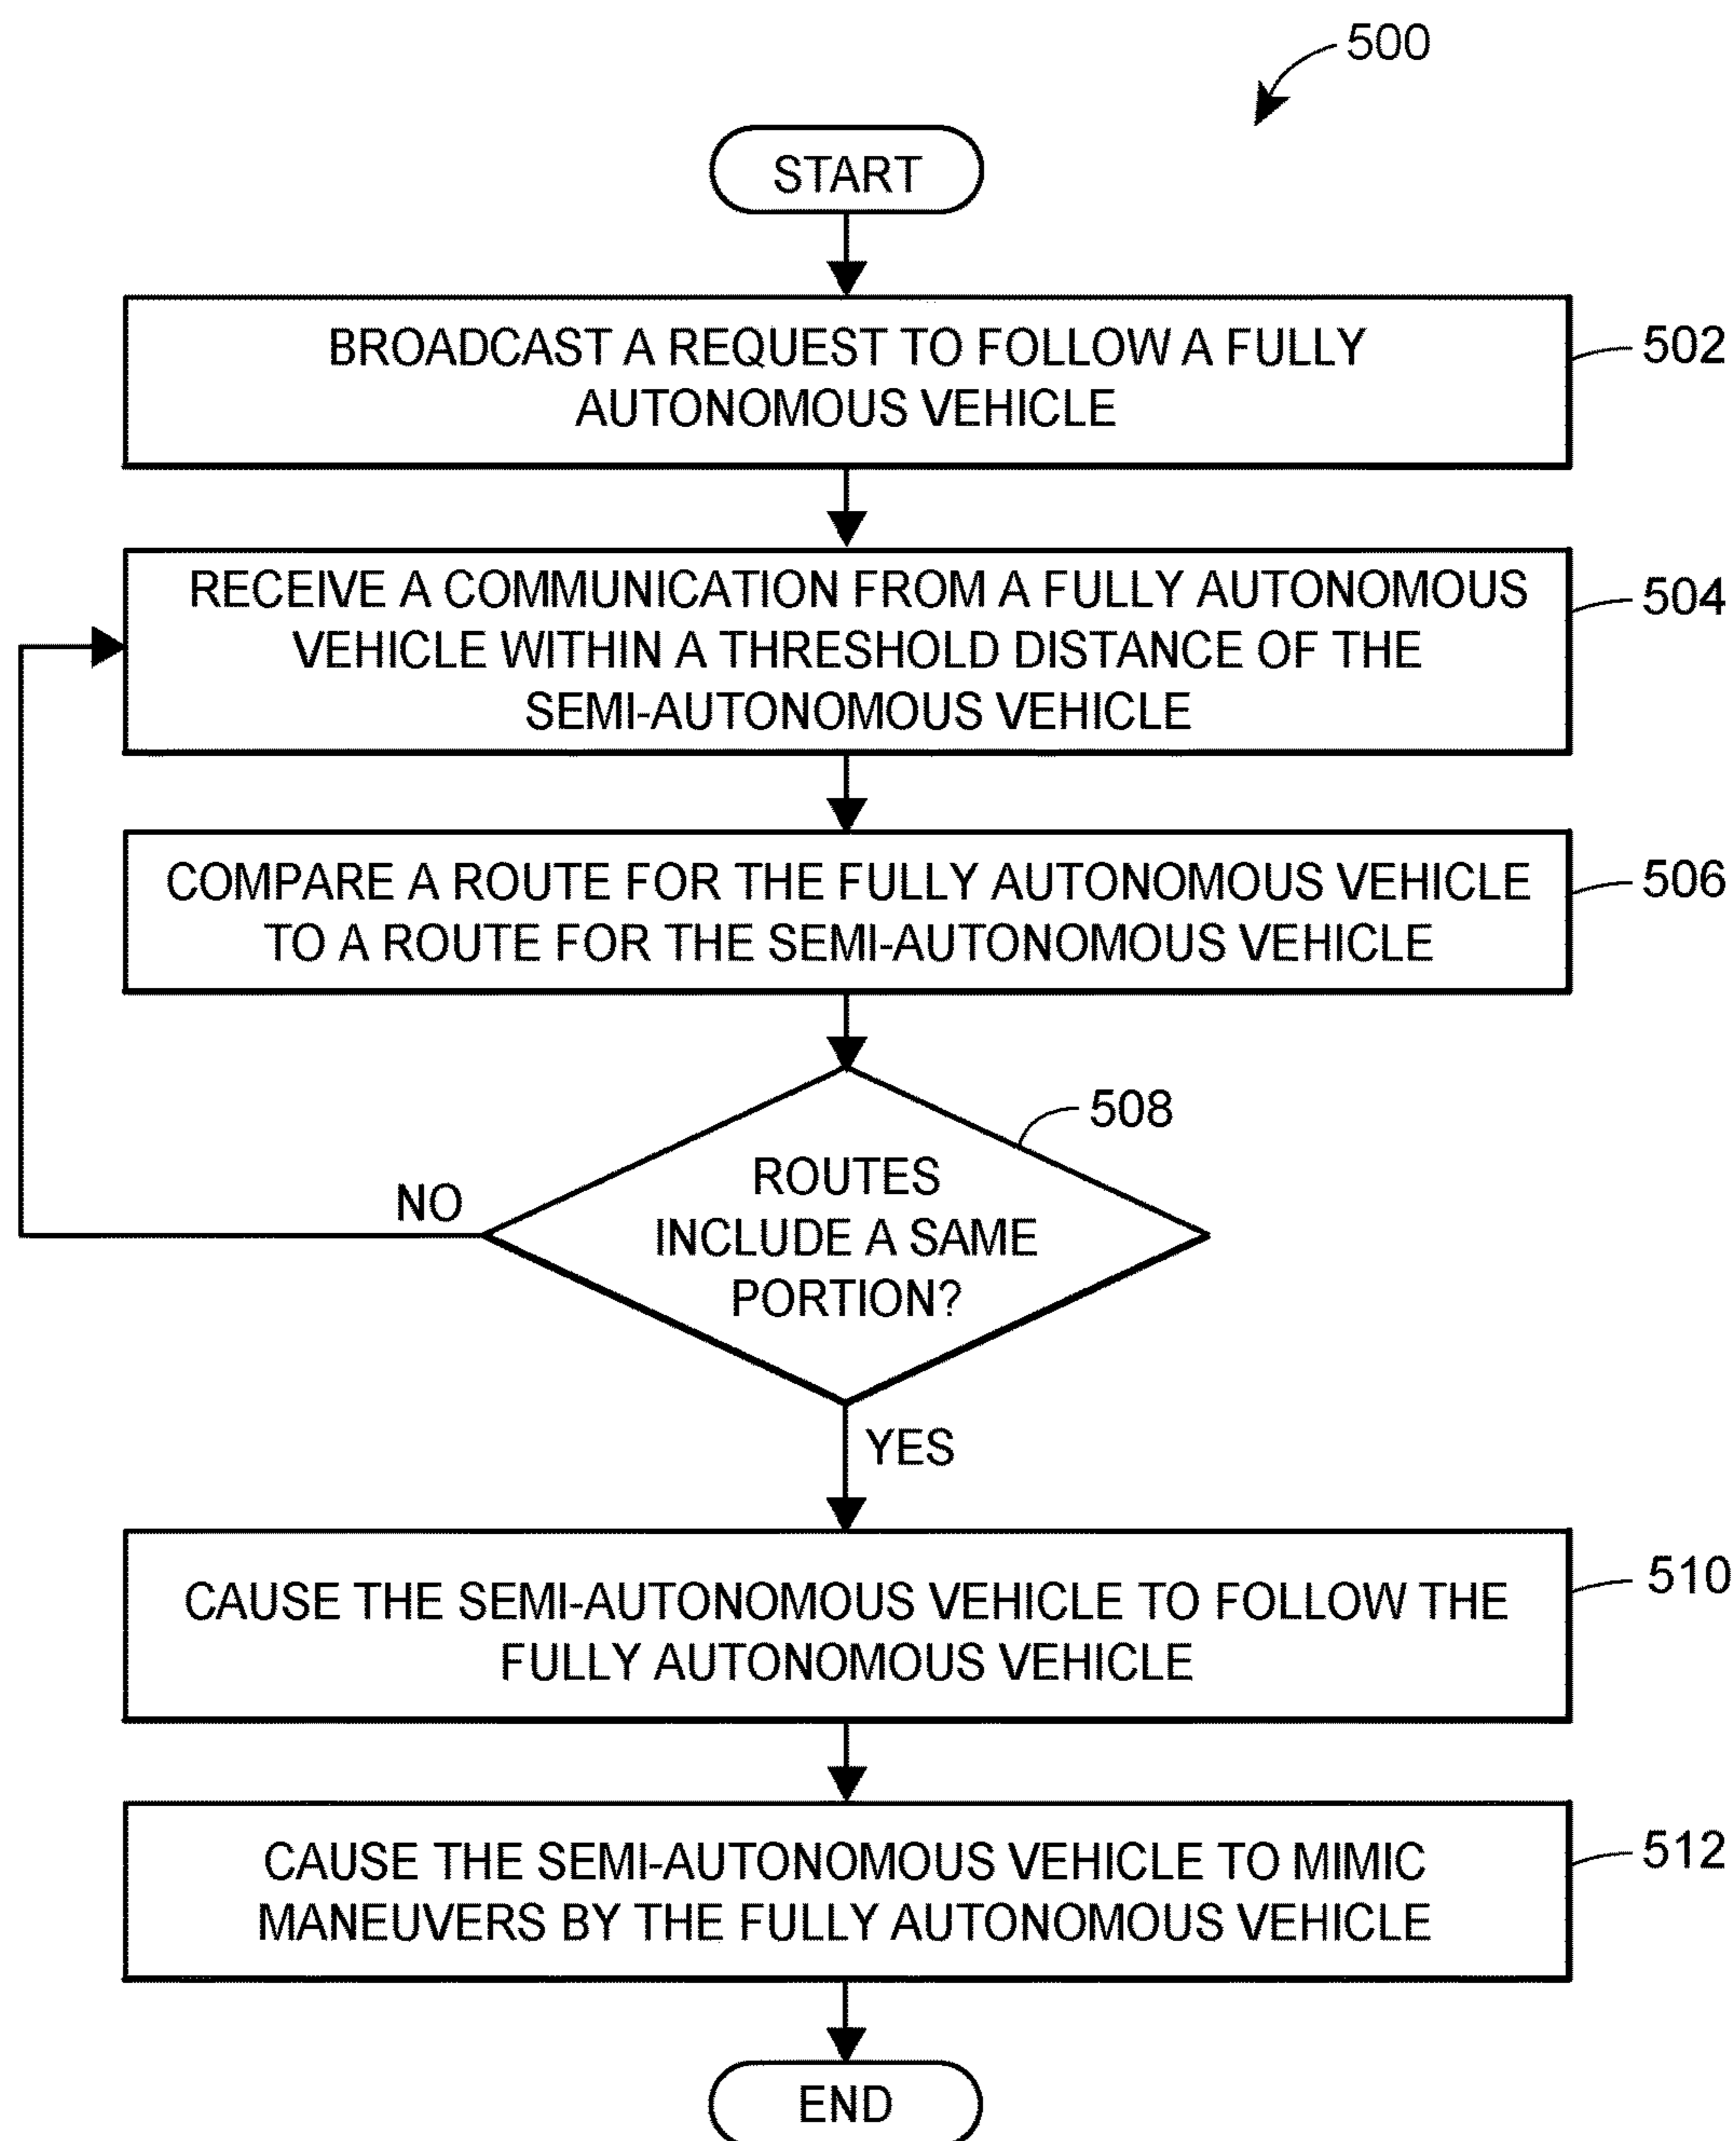 500
START
BROADCAST A REQUEST TO FOLLOW A FULLY
AUTONOMOUS VEHICLE
502
RECEIVE A COMMUNICATION FROM A FULLY AUTONOMOUS
VEHICLE WITHIN A THRESHOLD DISTANCE OF THE
SEMI-AUTONOMOUS VEHICLE
504
COMPARE A ROUTE FOR THE FULLY AUTONOMOUS VEHICLE
TO A ROUTE FOR THE SEMI-AUTONOMOUS VEHICLE
506
508
ROUTES
INCLUDE A SAME
PORTION?
NO
YES
CAUSE THE SEMI-AUTONOMOUS VEHICLE TO FOLLOW THE
FULLY AUTONOMOUS VEHICLE
510
CAUSE THE SEMI-AUTONOMOUS VEHICLE TO MIMIC
MANEUVERS BY THE FULLY AUTONOMOUS VEHICLE
512
END